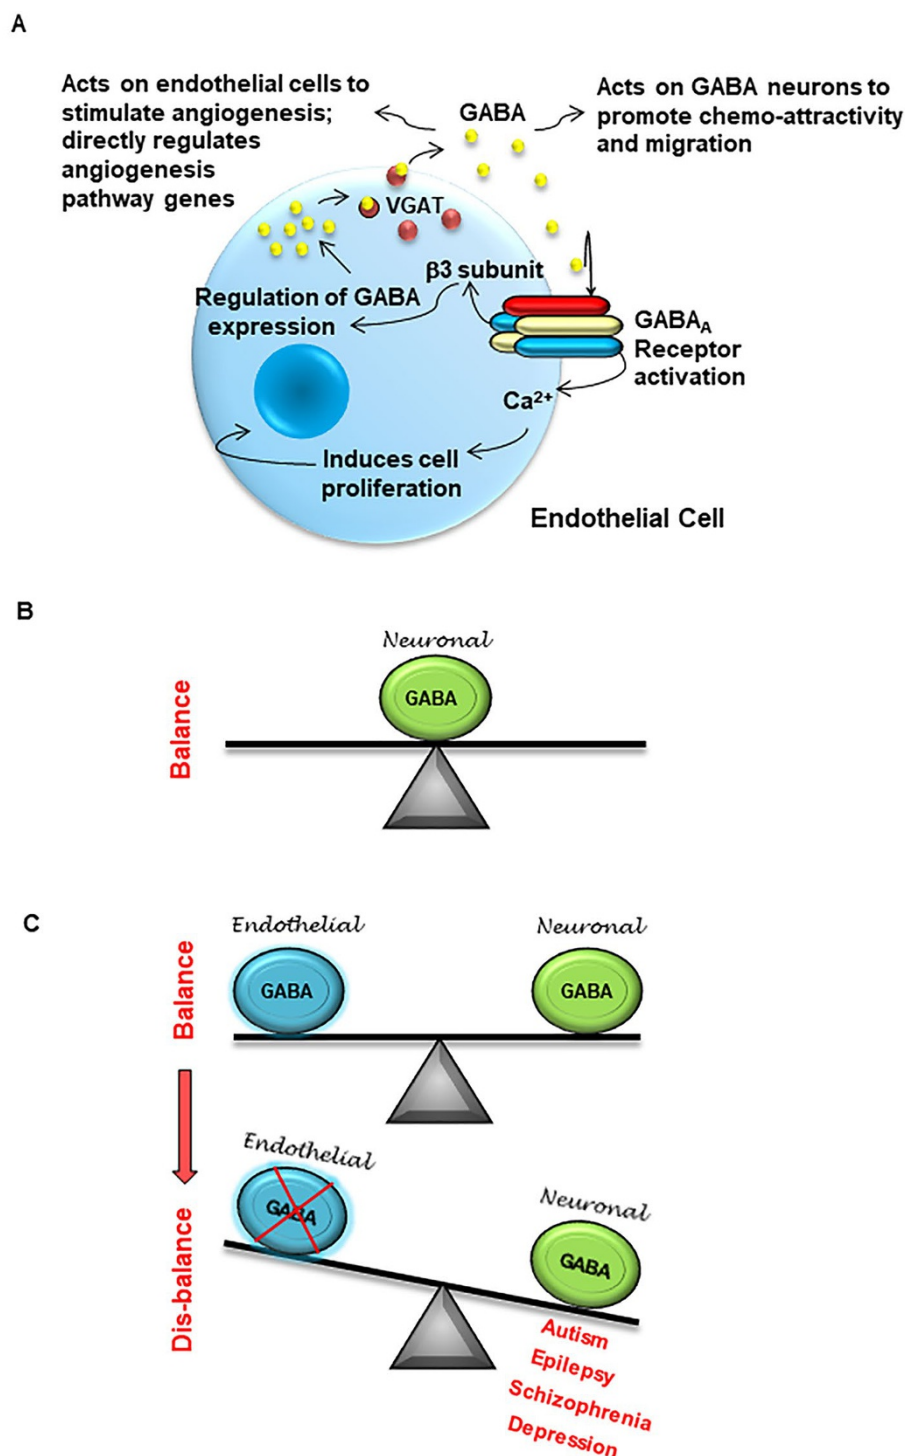 A
Acts on endothelial cells to
stimulate angiogenesis;
directly regulates
angiogenesis
pathway genes
GABA
Acts on GABA neurons to
promote chemo-attractivity
and migration
VGAT
β3 subunit
Regulation of GABA
expression
GABA_A
Receptor
activation
Ca²⁺
Induces cell
proliferation
Endothelial Cell
B
Balance
Neuronal
GABA
C
Balance
Endothelial
GABA
Neuronal
GABA
Dis-balance
Endothelial
GABA
Neuronal
GABA
Autism
Epilepsy
Schizophrenia
Depression